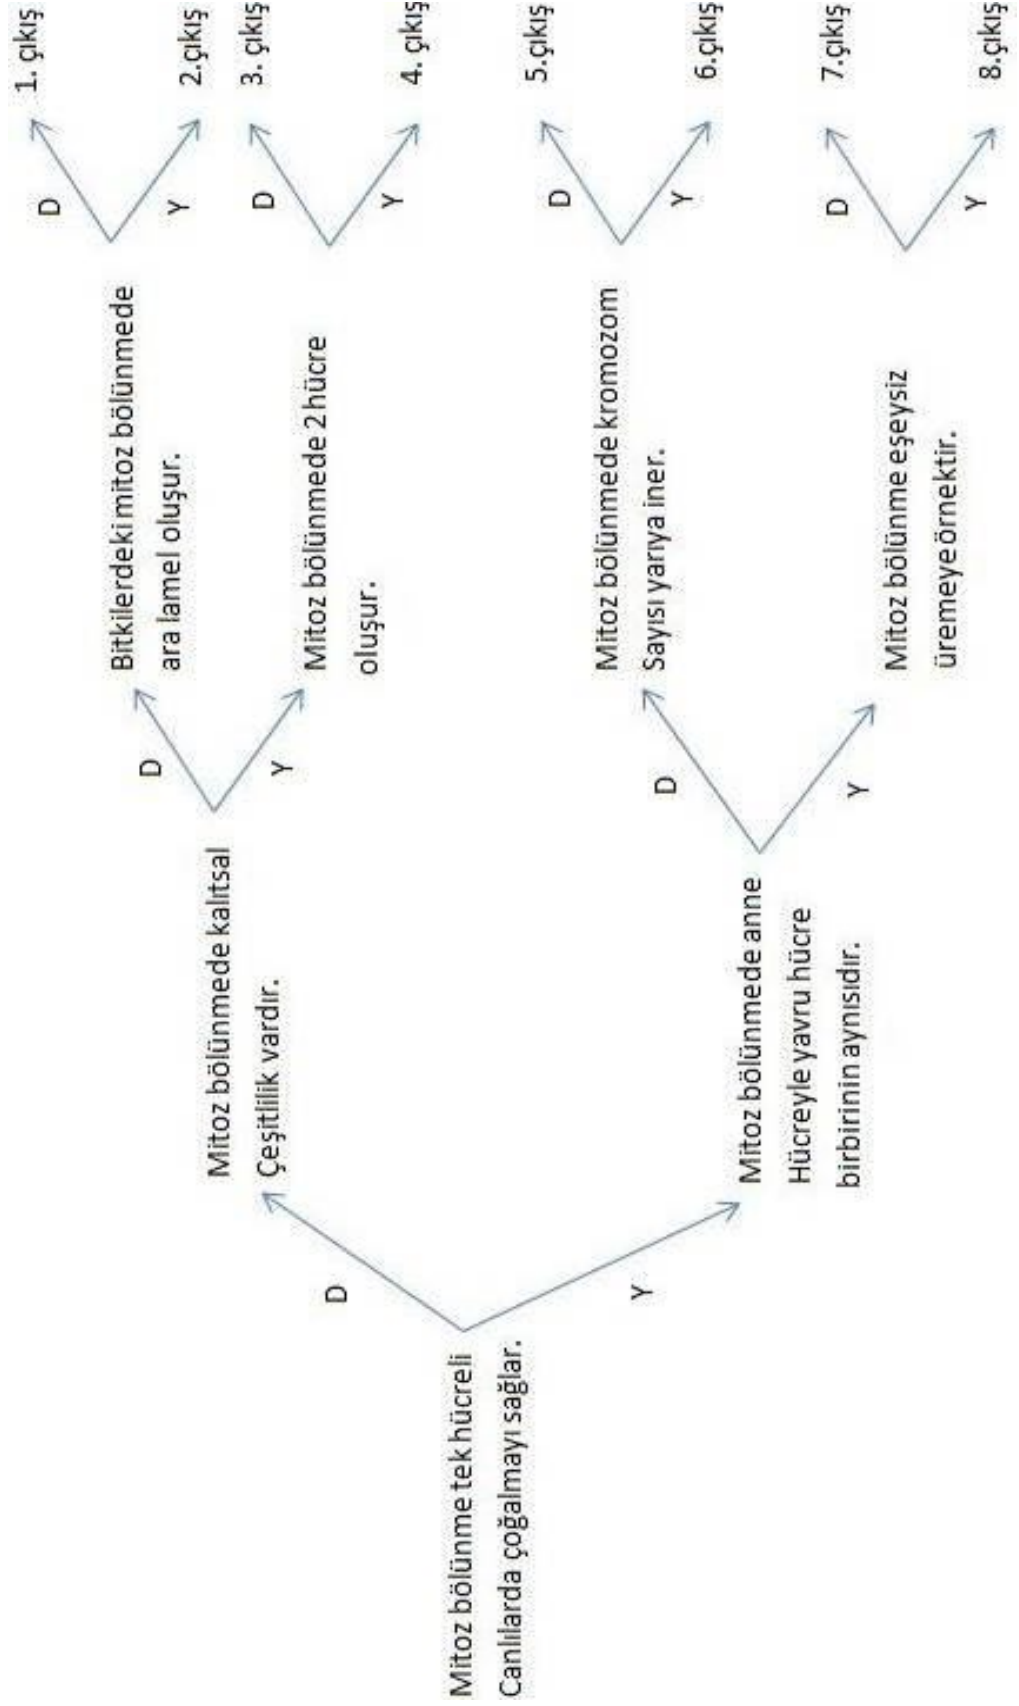 Mitoz bölünme tek hücreli
Canlılarda çoğalmayı sağlar.
D
Y
Mitoz bölünmede kalıtsal
Çeşitlilik vardır.
D
Y
Mitoz bölünmede anne
Hücreyle yavru hücre
birbirinin aynısıdır.
D
Y
Bitkilerdeki mitoz bölünmede
ara lamel oluşur.
D
Y
Mitoz bölünmede 2 hücre
oluşur.
D
Y
Mitoz bölünmede kromozom
Sayısı yarıya iner.
D
Y
Mitoz bölünme eşeysiz
üremeye örnektir.
D
Y
1. çıkış
2.çıkış
3. çıkış
4. çıkış
5.çıkış
6.çıkış
7.çıkış
8.çıkış